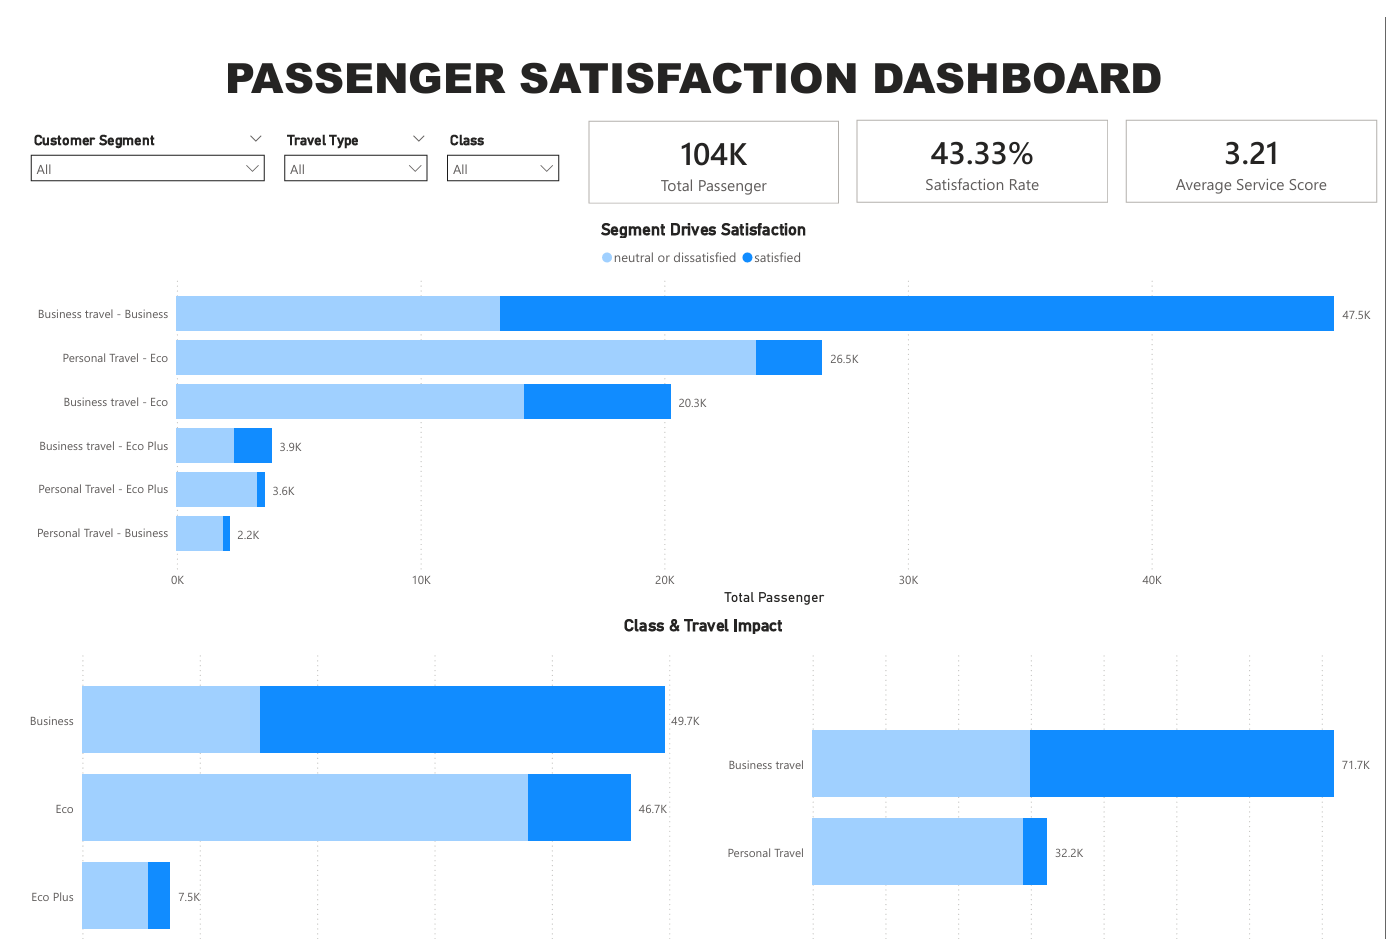 PASSENGER SATISFACTION DASHBOARD
Customer Segment
All
Travel Type
All
Class
All
104K
Total Passenger
43.33%
Satisfaction Rate
3.21
Average Service Score
Segment Drives Satisfaction
neutral or dissatisfied satisfied
Business travel - Business 47.5K
Personal Travel - Eco 26.5K
Business travel - Eco 20.3K
Business travel - Eco Plus 3.9K
Personal Travel - Eco Plus 3.6K
Personal Travel - Business 2.2K
0K 10K 20K 30K 40K
Total Passenger
Class & Travel Impact
Business 49.7K
Eco 46.7K
Eco Plus 7.5K
Business travel 71.7K
Personal Travel 32.2K